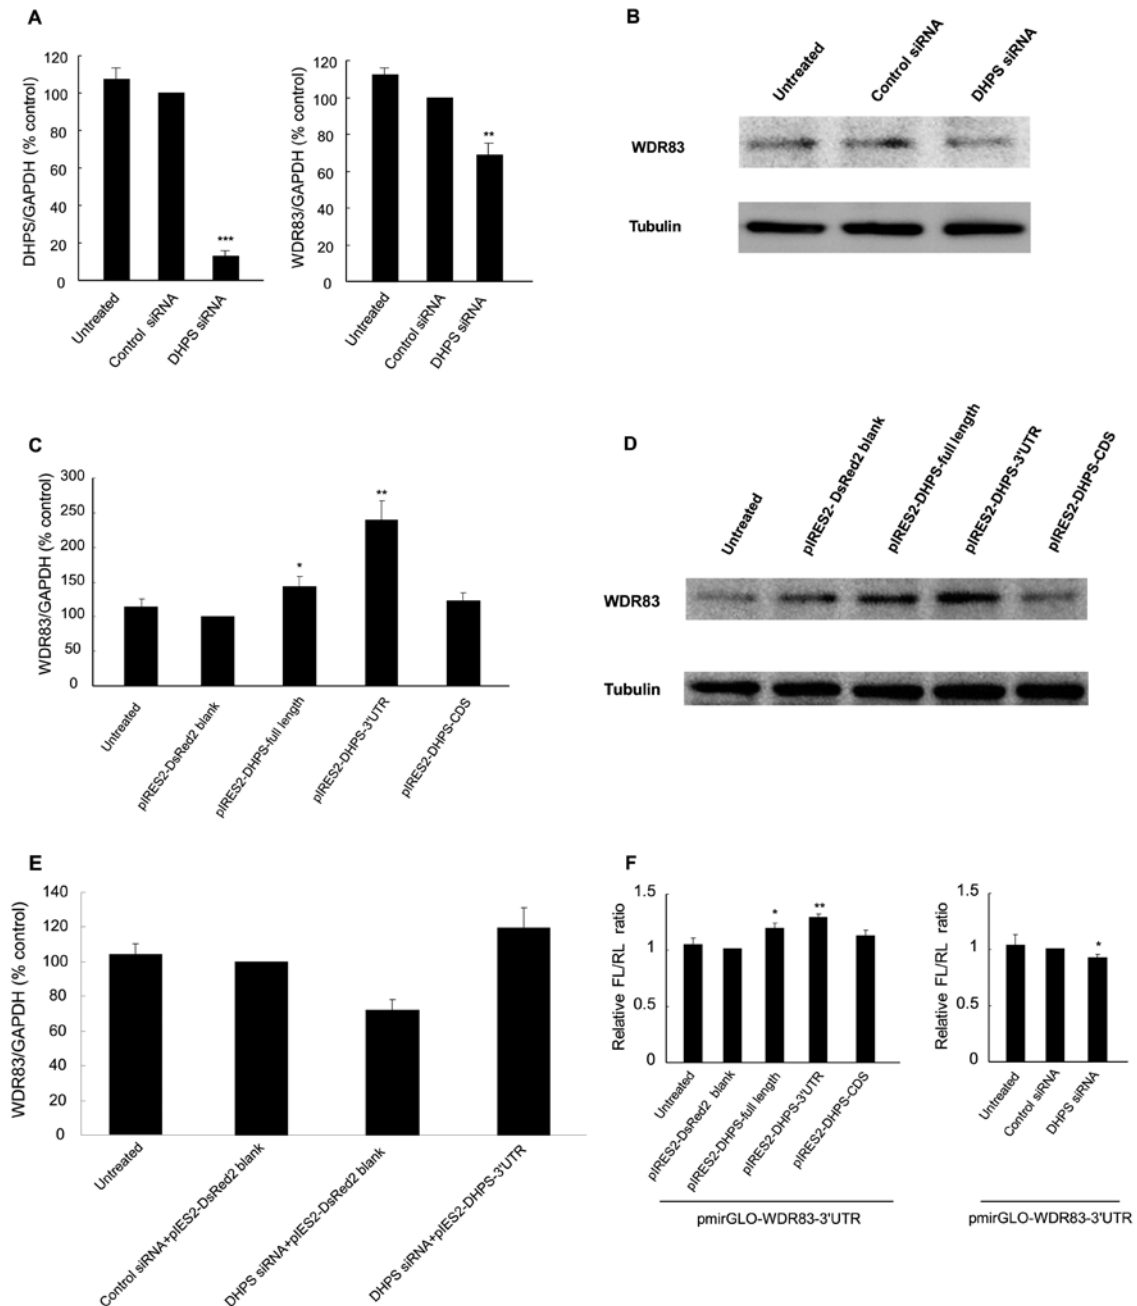 A
DHPS/GAPDH (% control)
120
100
80
60
40
20
0
***
Untreated
Control siRNA
DHPS siRNA
WDR83/GAPDH (% control)
120
100
80
60
40
20
0
**
Untreated
Control siRNA
DHPS siRNA
B
Untreated
Control siRNA
DHPS siRNA
WDR83
Tubulin
C
WDR83/GAPDH (% control)
300
250
200
150
100
50
0
*
**
Untreated
pIRES2-DsRed2 blank
pIRES2-DHPS-full length
pIRES2-DHPS-3'UTR
pIRES2-DHPS-CDS
D
Untreated
pIRES2- DsRed2 blank
pIRES2-DHPS-full length
pIRES2-DHPS-3'UTR
pIRES2-DHPS-CDS
WDR83
Tubulin
E
WDR83/GAPDH (% control)
140
120
100
80
60
40
20
0
Untreated
Control siRNA+pIES2-DsRed2 blank
DHPS siRNA+pIES2-DsRed2 blank
DHPS siRNA+pIES2-DHPS-3'UTR
F
Relative FL/RL ratio
1.5
1
0.5
0
*
**
Untreated
pIRES2-DsRed2 blank
pIRES2-DHPS-full length
pIRES2-DHPS-3'UTR
pIRES2-DHPS-CDS
pmirGLO-WDR83-3'UTR
Relative FL/RL ratio
1.5
1
0.5
0
*
Untreated
Control siRNA
DHPS siRNA
pmirGLO-WDR83-3'UTR